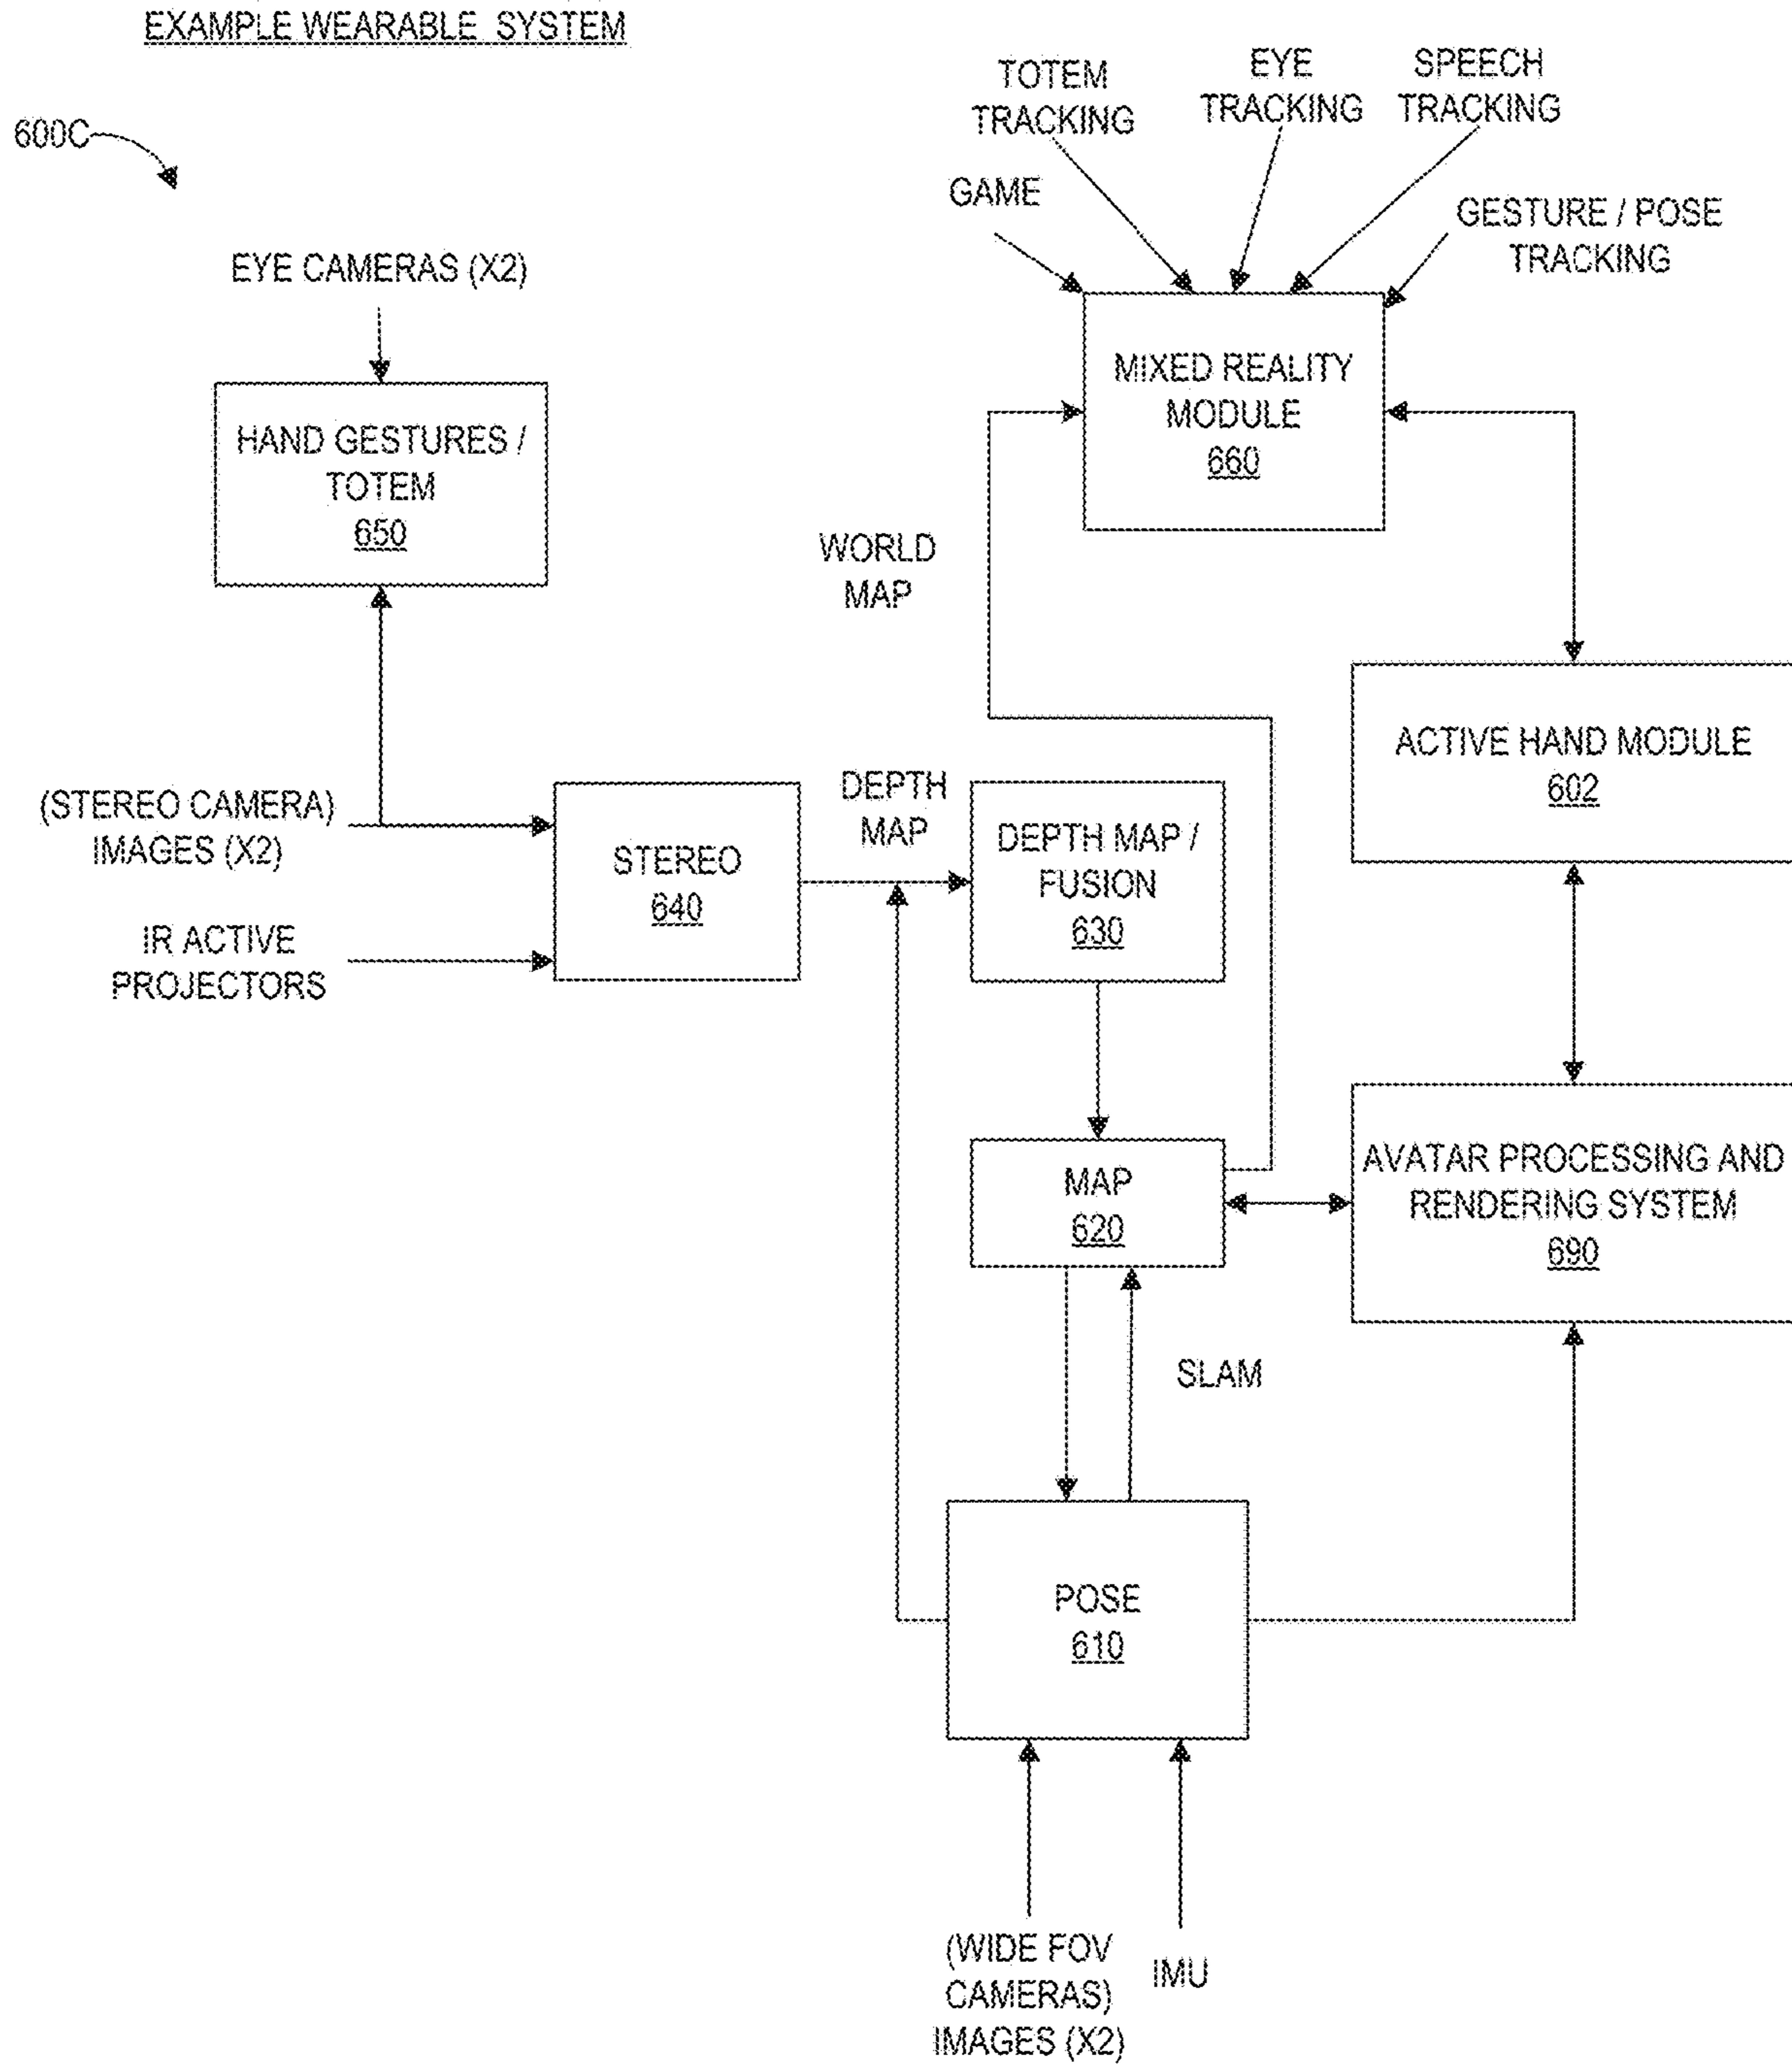 EXAMPLE WEARABLE SYSTEM
600C
TOTEM
TRACKING
EYE
TRACKING
SPEECH
TRACKING
GAME
GESTURE / POSE
TRACKING
EYE CAMERAS (X2)
HAND GESTURES /
TOTEM
650
MIXED REALITY
MODULE
660
WORLD
MAP
ACTIVE HAND MODULE
602
(STEREO CAMERA)
IMAGES (X2)
IR ACTIVE
PROJECTORS
STEREO
640
DEPTH
MAP
DEPTH MAP /
FUSION
630
MAP
620
AVATAR PROCESSING AND
RENDERING SYSTEM
690
SLAM
POSE
610
(WIDE FOV
CAMERAS)
IMAGES (X2)
IMU